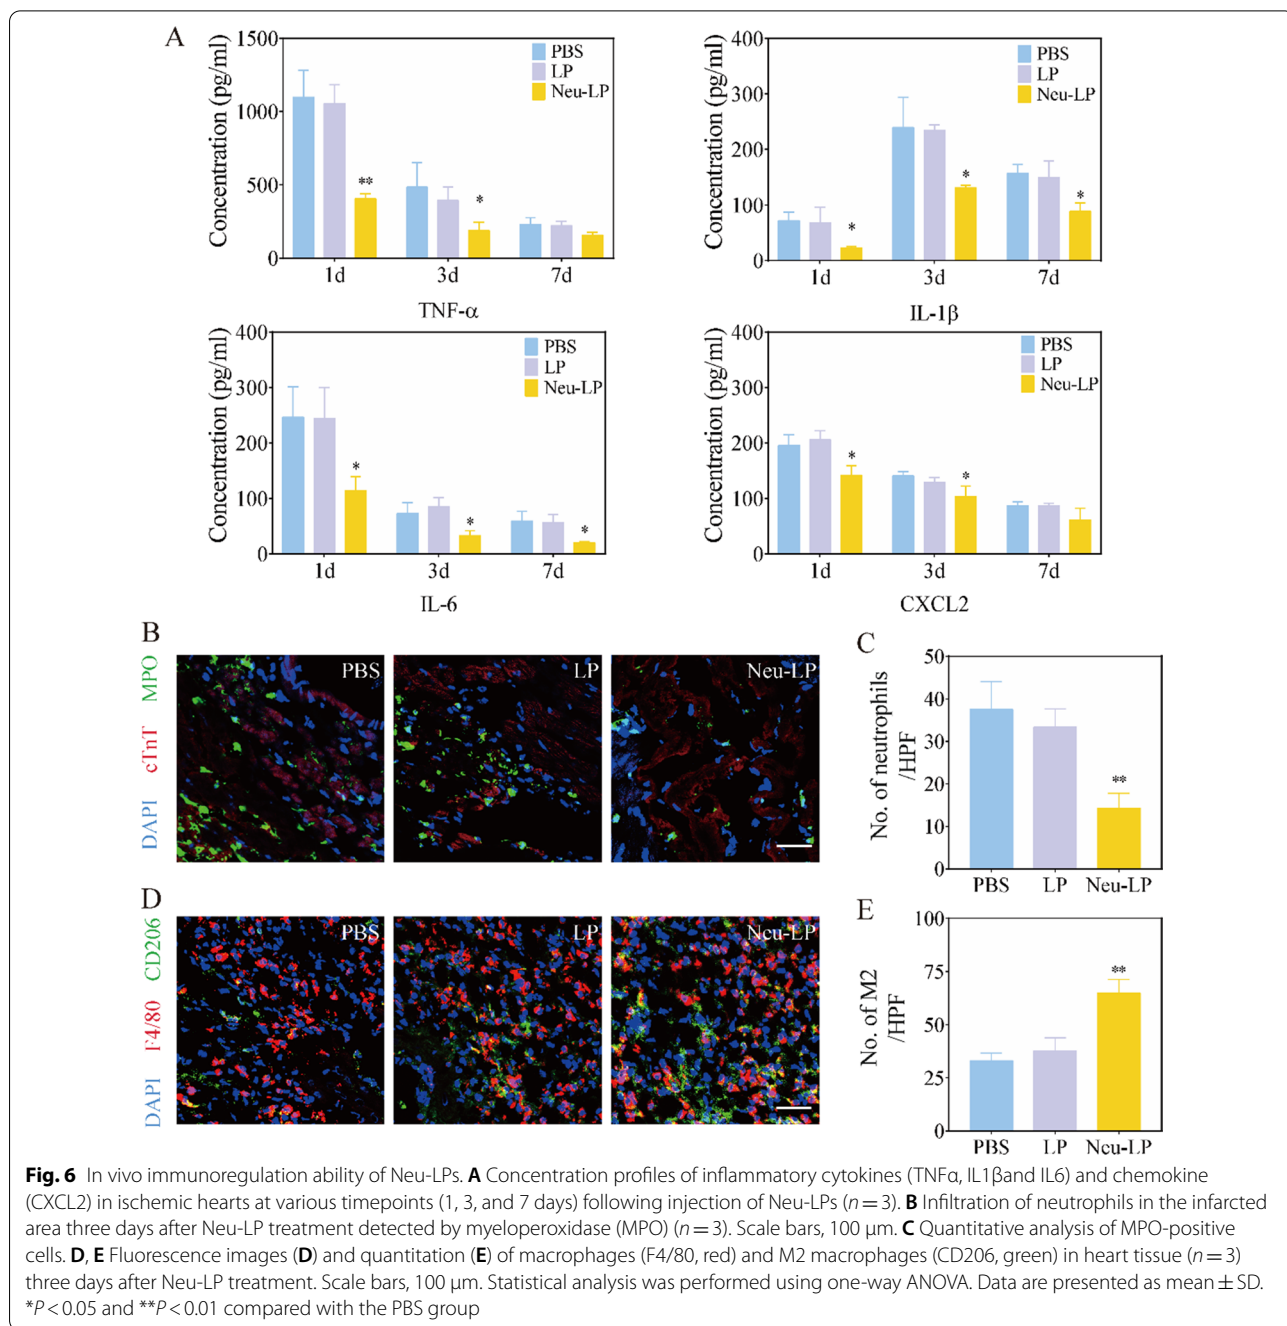 A
Concentration (pg/ml)
1500
1000
500
0
PBS
LP
Neu-LP
**
*
1d
3d
7d
TNF-α
Concentration (pg/ml)
400
300
200
100
0
PBS
LP
Neu-LP
*
*
*
1d
3d
7d
IL-1β
Concentration (pg/ml)
400
300
200
100
0
PBS
LP
Neu-LP
*
*
*
1d
3d
7d
IL-6
Concentration (pg/ml)
400
300
200
100
0
PBS
LP
Neu-LP
*
*
1d
3d
7d
CXCL2
B
DAPI cTnT MPO
PBS
LP
Neu-LP
C
No. of neutrophils
/HPF
50
40
30
20
10
0
**
PBS
LP
Neu-LP
D
DAPI F4/80 CD206
PBS
LP
Neu-LP
E
No. of M2
/HPF
100
75
50
25
0
**
PBS
LP
Neu-LP
Fig. 6 In vivo immunoregulation ability of Neu-LPs. A Concentration profiles of inflammatory cytokines (TNFα, IL1βand IL6) and chemokine
(CXCL2) in ischemic hearts at various timepoints (1, 3, and 7 days) following injection of Neu-LPs (n = 3). B Infiltration of neutrophils in the infarcted
area three days after Neu-LP treatment detected by myeloperoxidase (MPO) (n = 3). Scale bars, 100 μm. C Quantitative analysis of MPO-positive
cells. D, E Fluorescence images (D) and quantitation (E) of macrophages (F4/80, red) and M2 macrophages (CD206, green) in heart tissue (n = 3)
three days after Neu-LP treatment. Scale bars, 100 μm. Statistical analysis was performed using one-way ANOVA. Data are presented as mean ± SD.
*P < 0.05 and **P < 0.01 compared with the PBS group